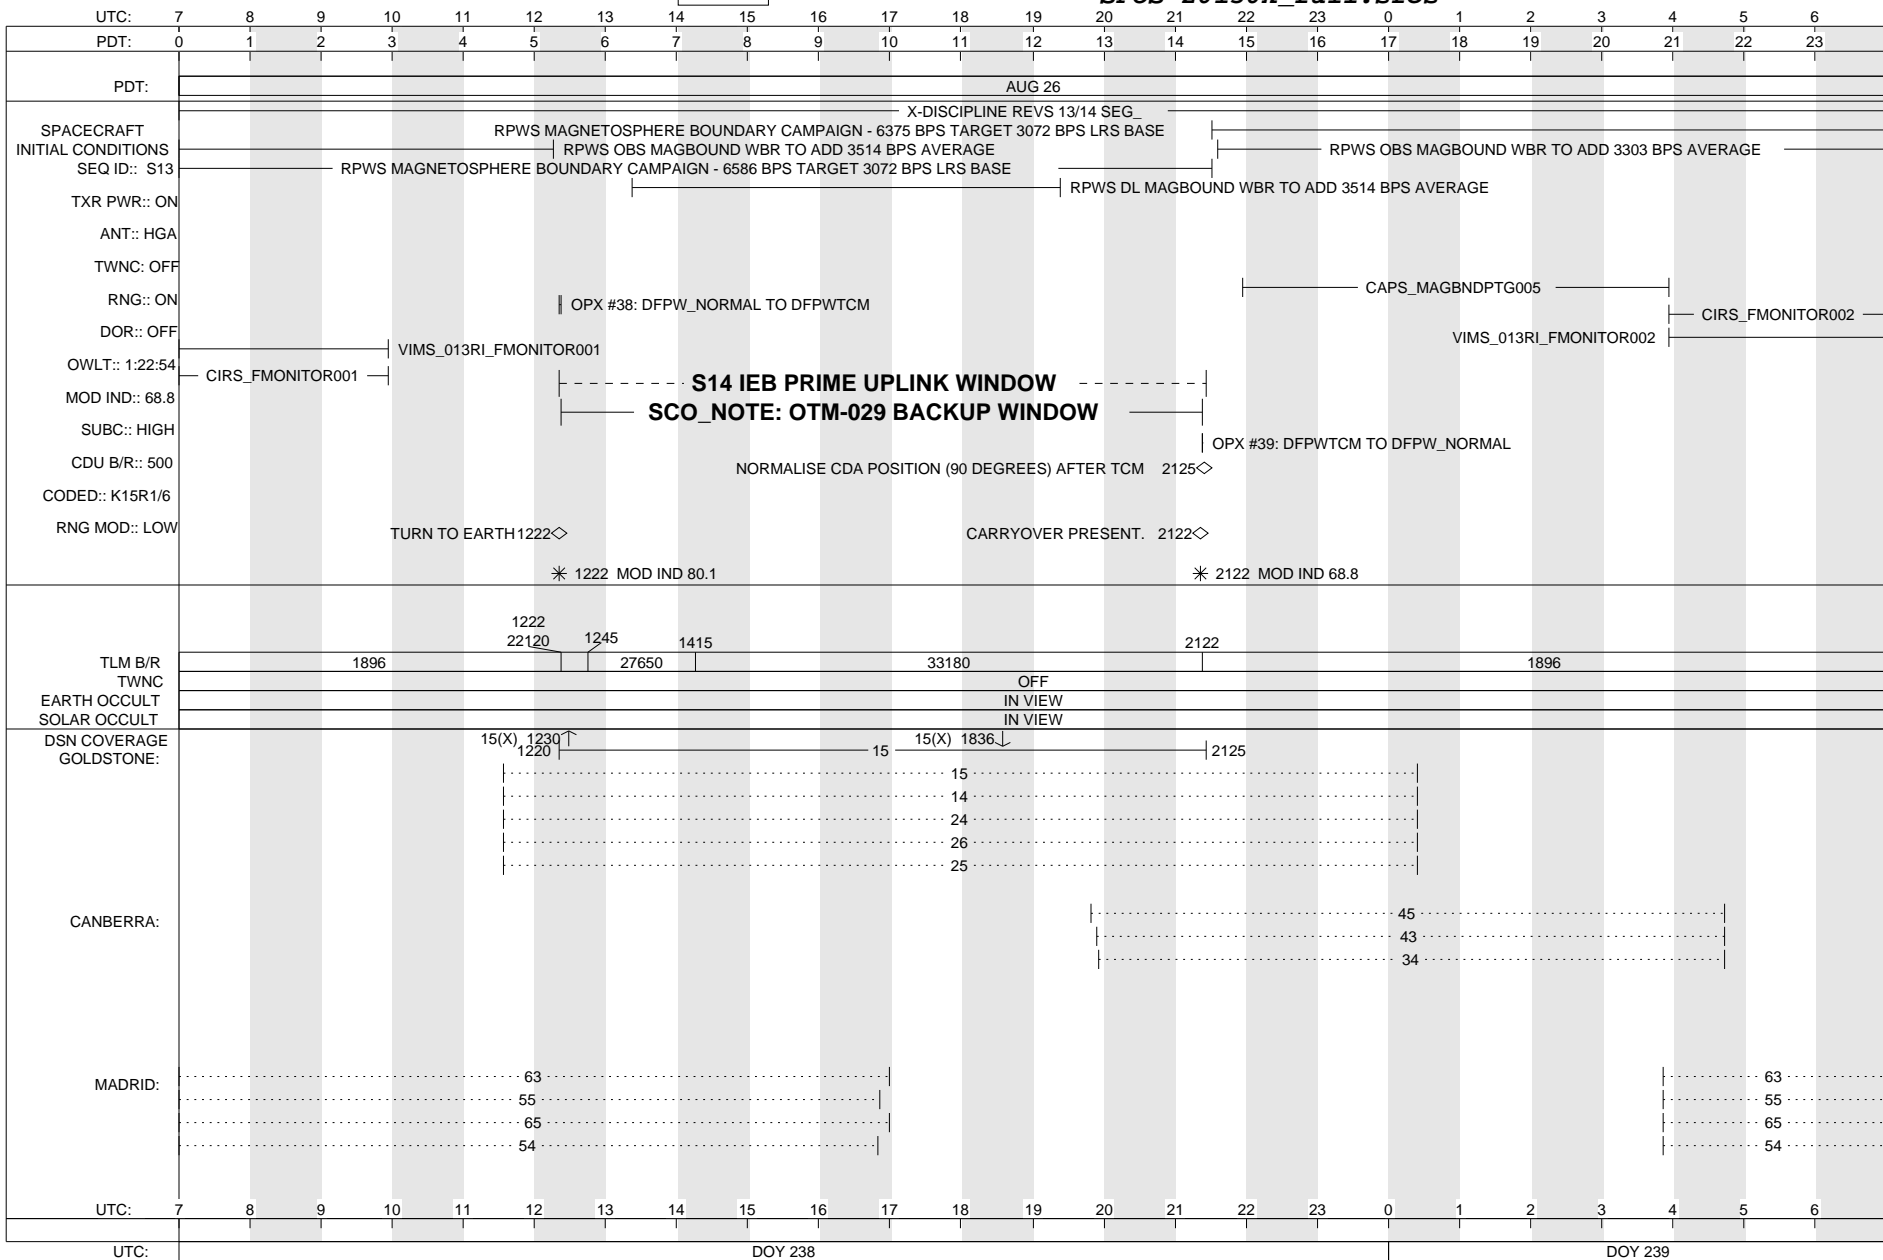 UTC: 7 8 9 10 11 12 13 14 15 16 17 18 19 20 21 22 23 0 1 2 3 4 5 6
PDT: 0 1 2 3 4 5 6 7 8 9 10 11 12 13 14 15 16 17 18 19 20 21 22 23
PDT: AUG 26
X-DISCIPLINE REVS 13/14 SEG_
SPACECRAFT
RPWS MAGNETOSPHERE BOUNDARY CAMPAIGN - 6375 BPS TARGET 3072 BPS LRS BASE
INITIAL CONDITIONS
RPWS OBS MAGBOUND WBR TO ADD 3514 BPS AVERAGE
RPWS OBS MAGBOUND WBR TO ADD 3303 BPS AVERAGE
SEQ ID:: S13
RPWS MAGNETOSPHERE BOUNDARY CAMPAIGN - 6586 BPS TARGET 3072 BPS LRS BASE
RPWS DL MAGBOUND WBR TO ADD 3514 BPS AVERAGE
TXR PWR:: ON
ANT:: HGA
TWNC: OFF
CAPS_MAGBNDPTG005
RNG:: ON
OPX #38: DFPW_NORMAL TO DFPWTCM
CIRS_FMONITOR002
DOR:: OFF
VIMS_013RI_FMONITOR002
VIMS_013RI_FMONITOR001
OWLT:: 1:22:54
CIRS_FMONITOR001
S14 IEB PRIME UPLINK WINDOW
MOD IND:: 68.8
SCO_NOTE: OTM-029 BACKUP WINDOW
SUBC:: HIGH
OPX #39: DFPWTCM TO DFPW_NORMAL
CDU B/R:: 500
NORMALISE CDA POSITION (90 DEGREES) AFTER TCM 2125
CODED:: K15R1/6
RNG MOD:: LOW
TURN TO EARTH 1222
CARRYOVER PRESENT. 2122
1222 MOD IND 80.1
2122 MOD IND 68.8
1222
22120 1245 1415 2122
TLM B/R 1896 27650 33180 1896
TWNC OFF
EARTH OCCULT IN VIEW
SOLAR OCCULT IN VIEW
DSN COVERAGE 15(X) 1230 15(X) 1836
1220 15 2125
GOLDSTONE:
15
14
24
26
25
CANBERRA:
45
43
34
MADRID:
63 63
55 55
65 65
54 54
UTC: 7 8 9 10 11 12 13 14 15 16 17 18 19 20 21 22 23 0 1 2 3 4 5 6
UTC: DOY 238 DOY 239